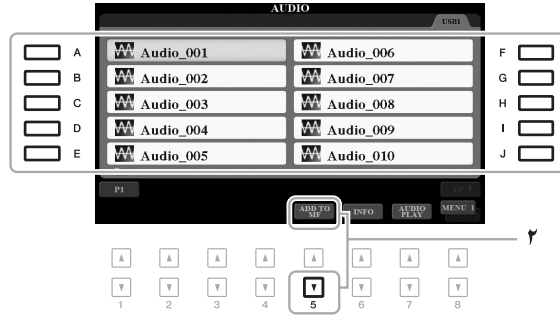 AUDIO
USB1
A Audio_001 Audio_006 F
B Audio_002 Audio_007 G
C Audio_003 Audio_008 H
D Audio_004 Audio_009 I
E Audio_005 Audio_010 J
P1 UP
ADD TO MF INFO AUDIO PLAY MENU 1
۲
1 2 3 4 5 6 7 8